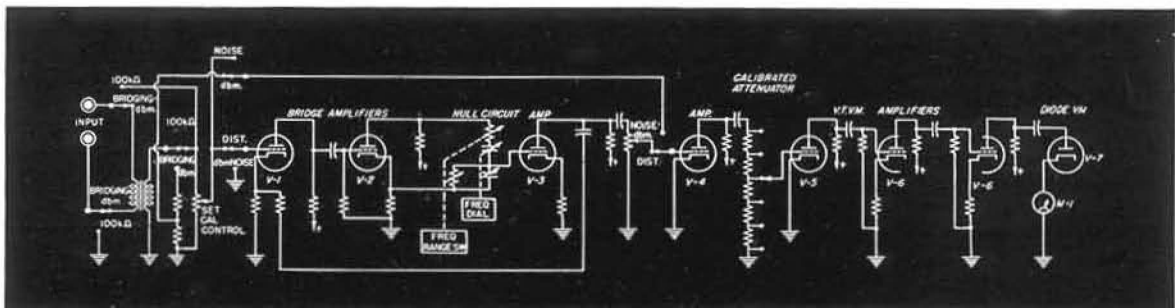 NOISE
100kΩ
BRIDGING
dbm.
INPUT
BRIDGING
dbm
100kΩ
100kΩ
BRIDGING
dbm
SET
CAL
CONTROL
dbm.
DIST.
dbm NOISE
BRIDGE AMPLIFIERS
V-1
V-2
NULL CIRCUIT
FREQ
DIAL
FREQ
RANGE SW
AMP
V-3
NOISE
dbm
DIST.
AMP.
V-4
CALIBRATED
ATTENUATOR
V.T.V.M. AMPLIFIERS
V-5
V-6
V-6
DIODE VM
V-7
M-1